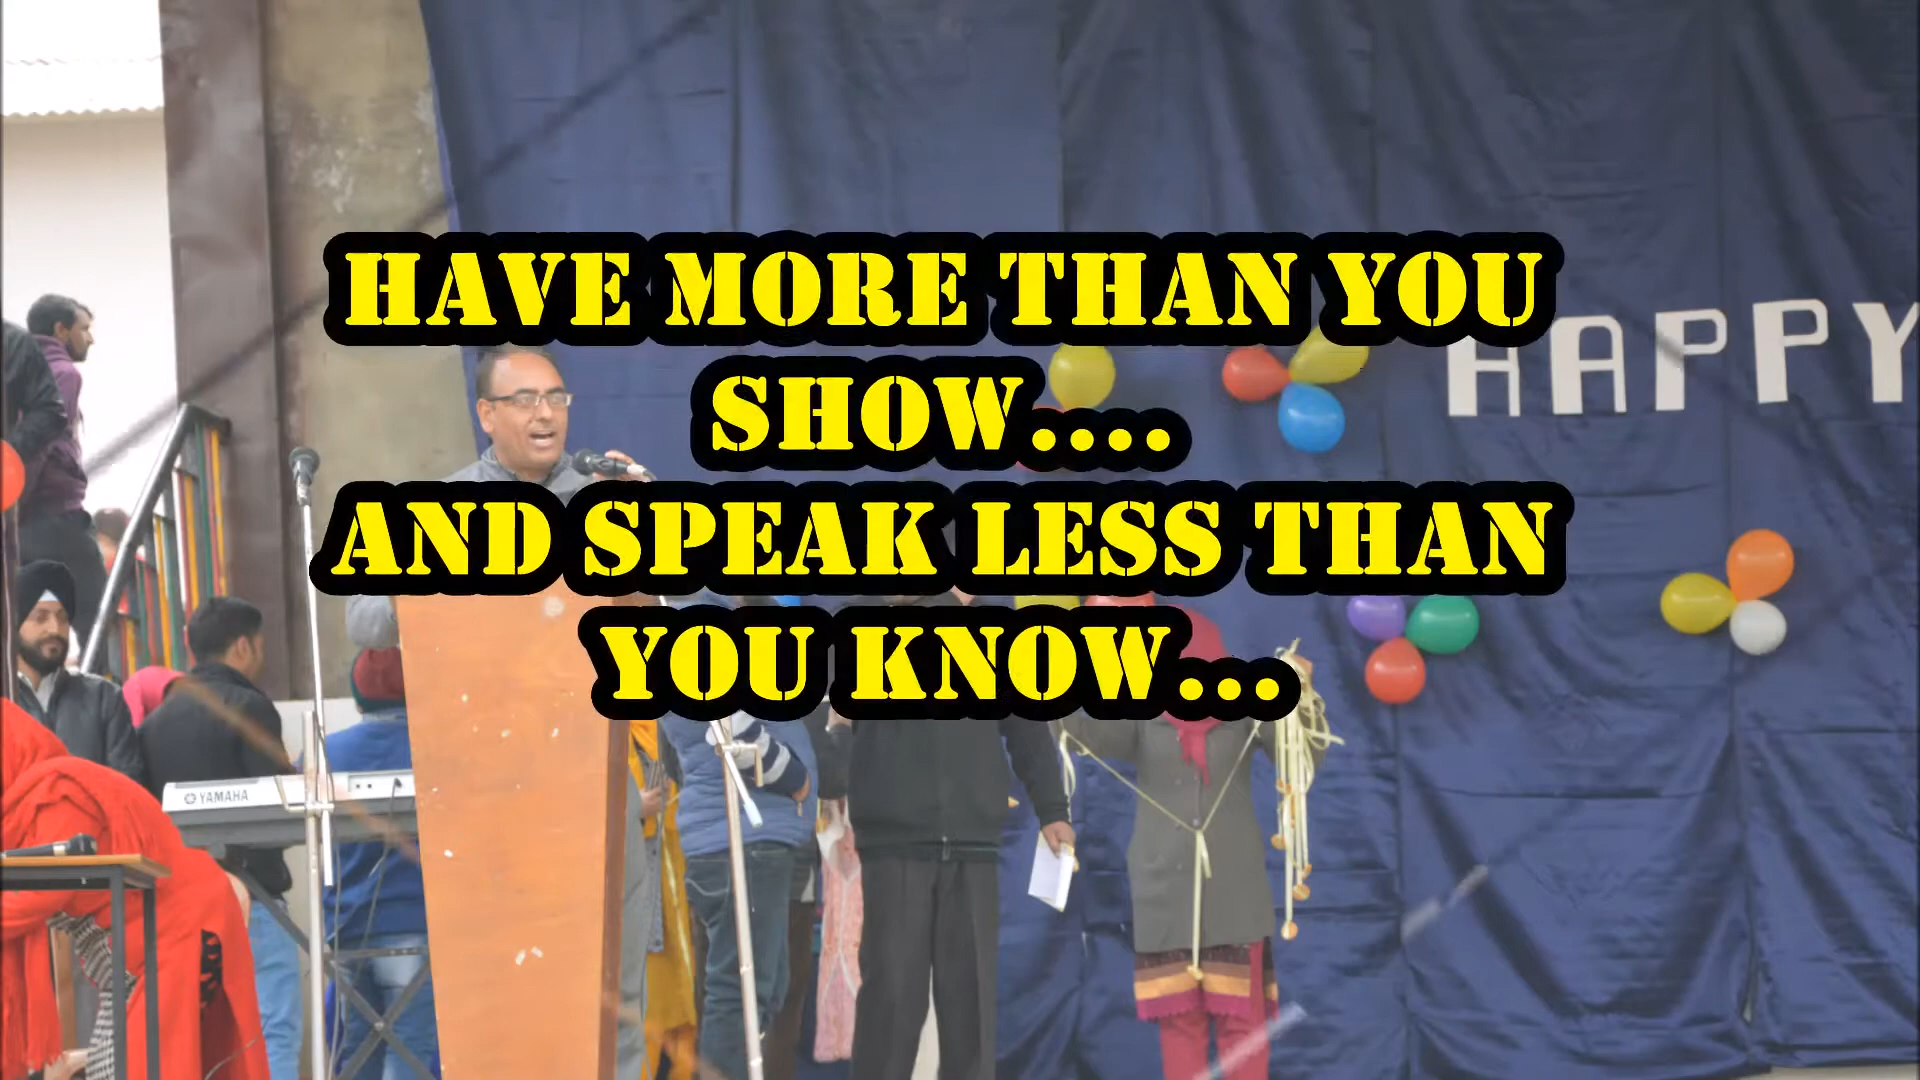 HAVE MORE THAN YOU
SHOW....
AND SPEAK LESS THAN
YOU KNOW...
HAPPY
YAMAHA